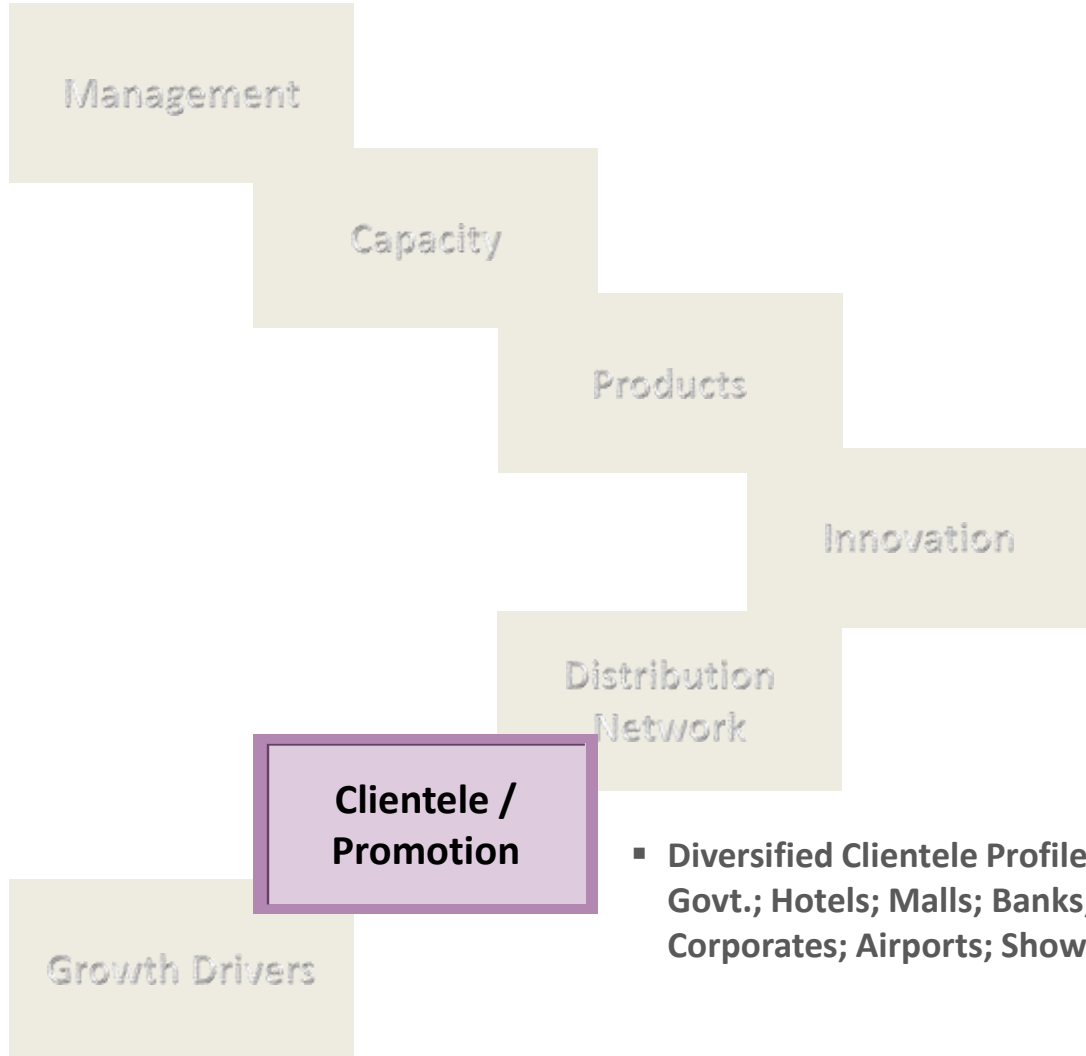 Management
Capacity
Products
Innovation
Distribution
Network
Clientele /
Promotion
▪ Diversified Clientele Profile
Govt.; Hotels; Malls; Banks;
Corporates; Airports; Show
Growth Drivers